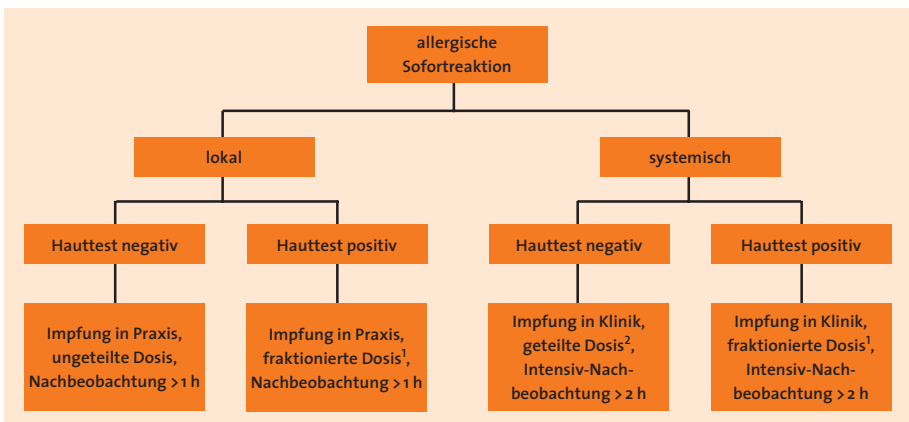 allergische
Sofortreaktion
lokal
systemisch
Hauttest negativ
Hauttest positiv
Hauttest negativ
Hauttest positiv
Impfung in Praxis,
ungeteilte Dosis,
Nachbeobachtung > 1 h
Impfung in Praxis,
fraktionierte Dosis¹,
Nachbeobachtung > 1 h
Impfung in Klinik,
geteilte Dosis²,
Intensiv-Nach-
beobachtung > 2 h
Impfung in Klinik,
fraktionierte Dosis¹,
Intensiv-Nach-
beobachtung > 2 h